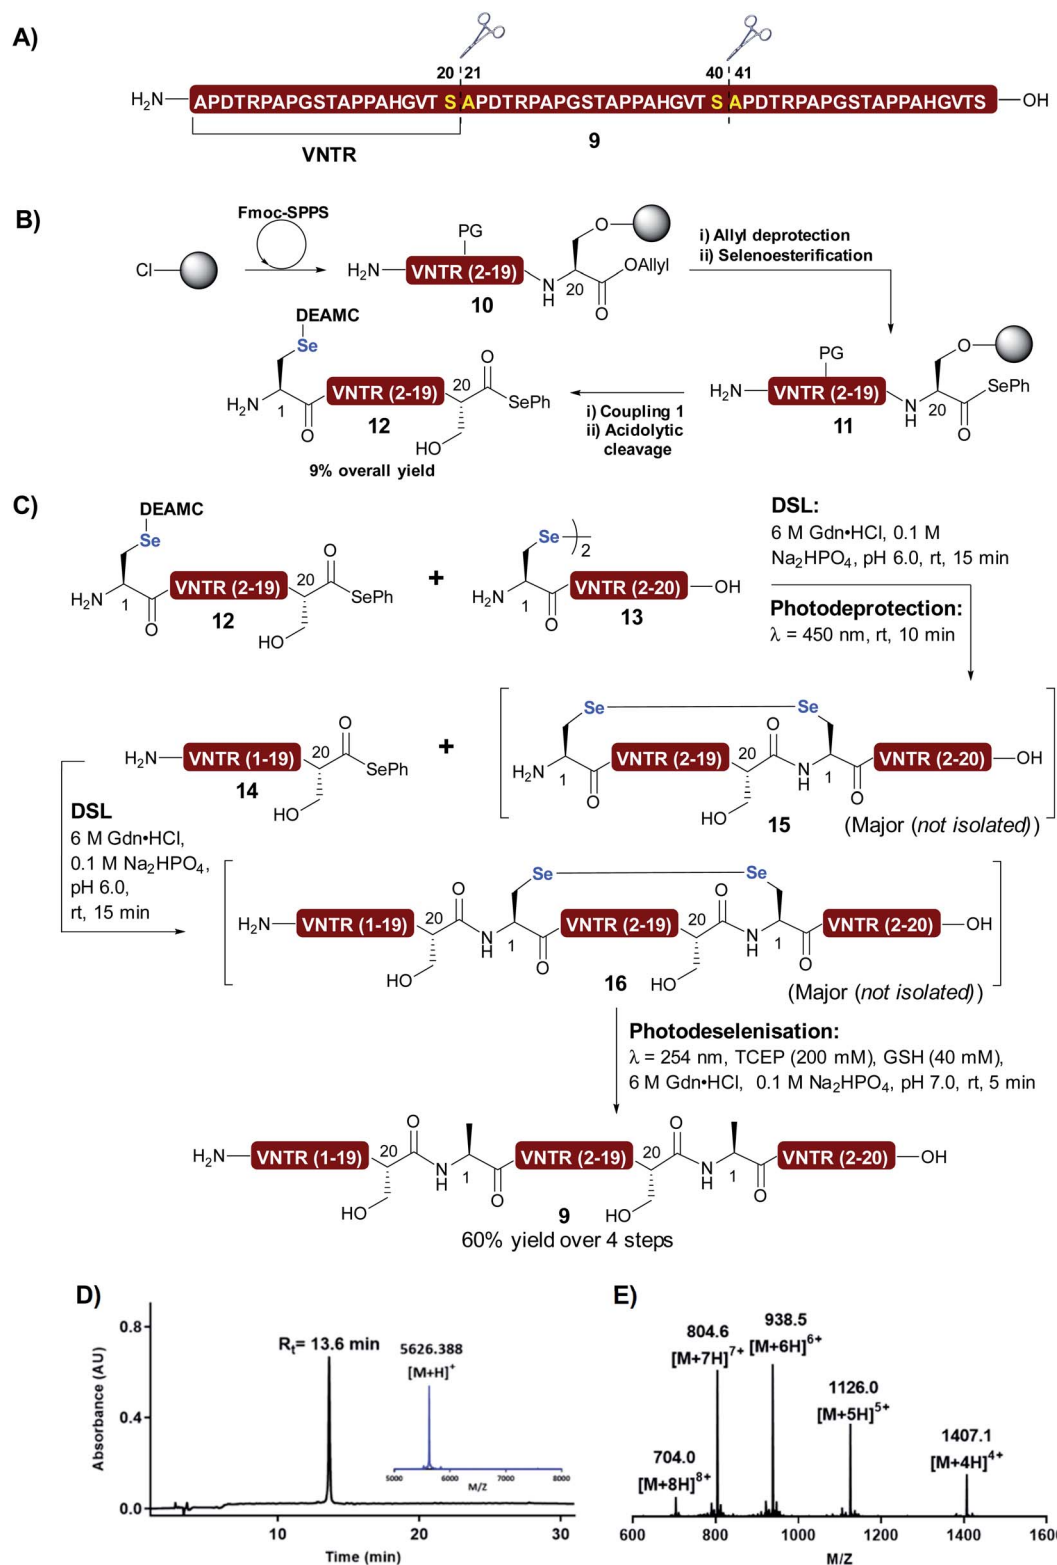 A)
20 21
40 41
H₂N
APDTRPAPGSTAPPAHGVT S APDTRPAPGSTAPPAHGVT S APDTRPAPGSTAPPAHGVTS
OH
VNTR
9
B)
Fmoc-SPPS
Cl
PG
H₂N
VNTR (2-19)
10
N
H
20
O
OAllyl
O
i) Allyl deprotection
ii) Selenoesterification
DEAMC
Se
H₂N
1
O
VNTR (2-19)
12
20
O
SePh
HO
9% overall yield
i) Coupling 1
ii) Acidolytic
cleavage
PG
H₂N
VNTR (2-19)
11
N
H
20
O
SePh
O
C)
DEAMC
Se
H₂N
1
O
VNTR (2-19)
12
20
O
SePh
HO
+
Se
2
H₂N
1
O
VNTR (2-20)
13
OH
DSL:
6 M Gdn•HCl, 0.1 M
Na₂HPO₄, pH 6.0, rt, 15 min
Photodeprotection:
λ = 450 nm, rt, 10 min
H₂N
VNTR (1-19)
14
20
O
SePh
HO
+
Se
Se
H₂N
1
O
VNTR (2-19)
20
O
N
H
1
O
VNTR (2-20)
OH
HO
15
(Major (not isolated))
DSL
6 M Gdn•HCl,
0.1 M Na₂HPO₄,
pH 6.0,
rt, 15 min
Se
Se
H₂N
VNTR (1-19)
20
O
HO
N
H
1
O
VNTR (2-19)
16
20
O
HO
N
H
1
O
VNTR (2-20)
OH
(Major (not isolated))
Photodeselenisation:
λ = 254 nm, TCEP (200 mM), GSH (40 mM),
6 M Gdn•HCl, 0.1 M Na₂HPO₄, pH 7.0, rt, 5 min
H₂N
VNTR (1-19)
20
O
HO
N
H
1
O
VNTR (2-19)
20
O
HO
N
H
1
O
VNTR (2-20)
OH
9
60% yield over 4 steps
D)
Absorbance (AU)
0.8
0.4
0.0
Rt= 13.6 min
5626.388
[M+H]⁺
5000 6000 7000 8000
M/Z
10 20 30
Time (min)
E)
704.0
[M+8H]⁸⁺
804.6
[M+7H]⁷⁺
938.5
[M+6H]⁶⁺
1126.0
[M+5H]⁵⁺
1407.1
[M+4H]⁴⁺
600 800 1000 1200 1400 1600
M/Z